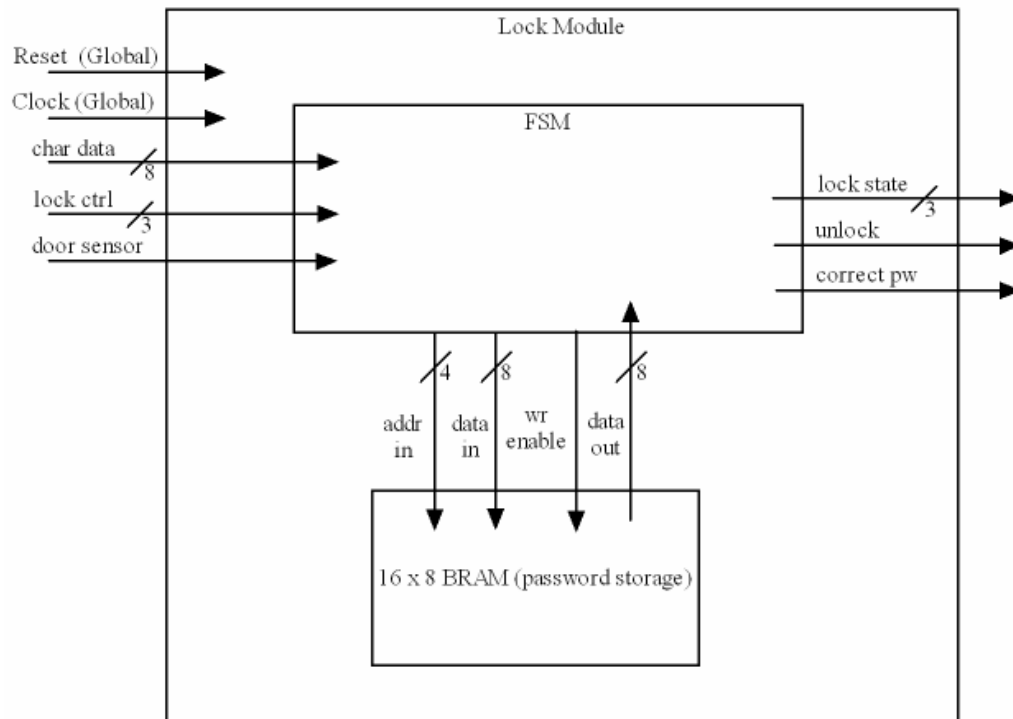 Lock Module
Reset (Global)
Clock (Global)
FSM
char data
8
lock ctrl
3
door sensor
lock state
3
unlock
correct pw
4
8
8
addr
in
data
in
wr
enable
data
out
16 x 8 BRAM (password storage)